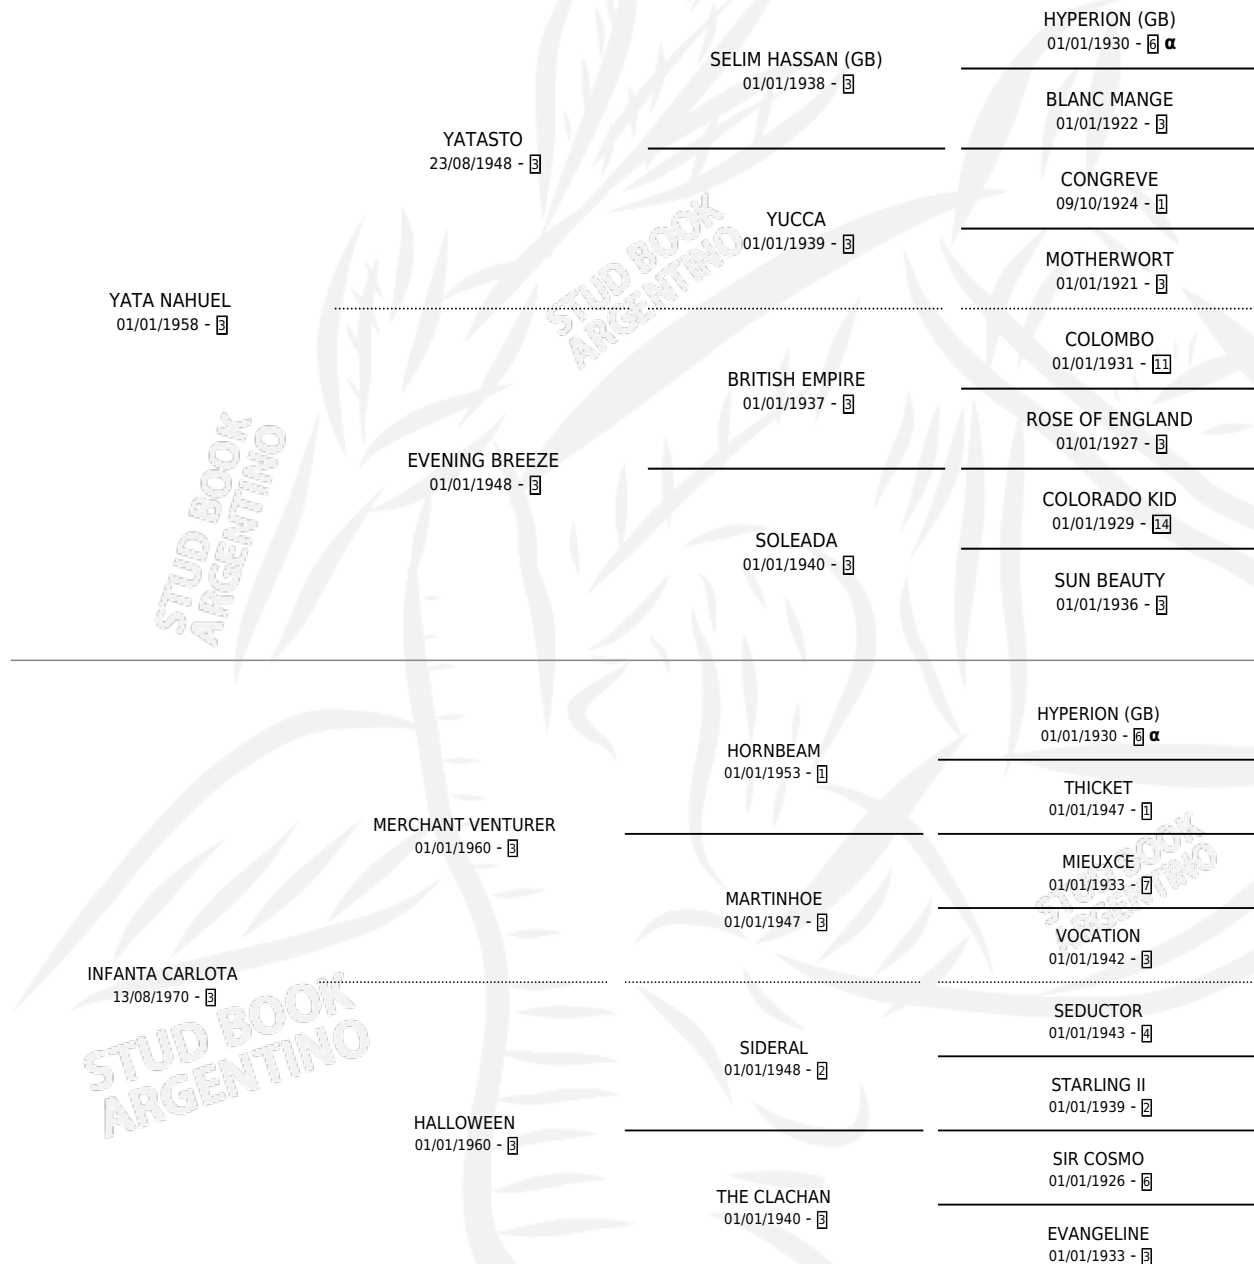 HYPERION (GB)
01/01/1930 - 6 α
SELIM HASSAN (GB)
01/01/1938 - 3
BLANC MANGE
01/01/1922 - 3
YATASTO
23/08/1948 - 3
CONGREVE
09/10/1924 - 1
YUCCA
01/01/1939 - 3
MOTHERWORT
01/01/1921 - 3
YATA NAHUEL
01/01/1958 - 3
STUD BOOK
ARGENTINO
COLOMBO
01/01/1931 - 11
BRITISH EMPIRE
01/01/1937 - 3
ROSE OF ENGLAND
01/01/1927 - 3
EVENING BREEZE
01/01/1948 - 3
COLORADO KID
01/01/1929 - 14
SOLEADA
01/01/1940 - 3
SUN BEAUTY
01/01/1936 - 3
STUD BOOK
ARGENTINO
HYPERION (GB)
01/01/1930 - 6 α
HORNBEAM
01/01/1953 - 1
THICKET
01/01/1947 - 1
MERCHANT VENTURER
01/01/1960 - 3
MIEUXCE
01/01/1933 - 7
MARTINHOE
01/01/1947 - 3
VOCATION
01/01/1942 - 3
STUD BOOK
ARGENTINO
INFANTA CARLOTA
13/08/1970 - 3
STUD BOOK
ARGENTINO
SEDUCTOR
01/01/1943 - 4
SIDERAL
01/01/1948 - 2
STARLING II
01/01/1939 - 2
HALLOWEEN
01/01/1960 - 3
SIR COSMO
01/01/1926 - 6
THE CLACHAN
01/01/1940 - 3
EVANGELINE
01/01/1933 - 3